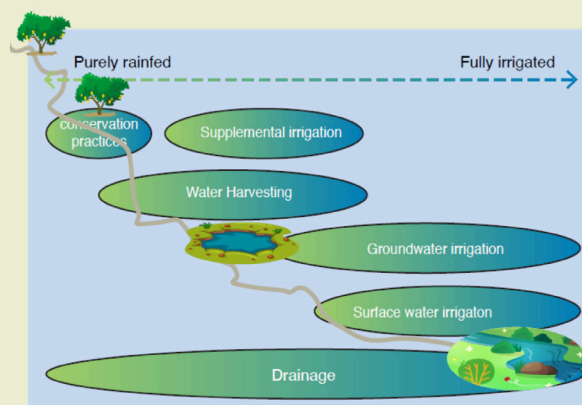 Purely rainfed
Fully irrigated
conservation
practices
Supplemental irrigation
Water Harvesting
Groundwater irrigation
Surface water irrigaton
Drainage